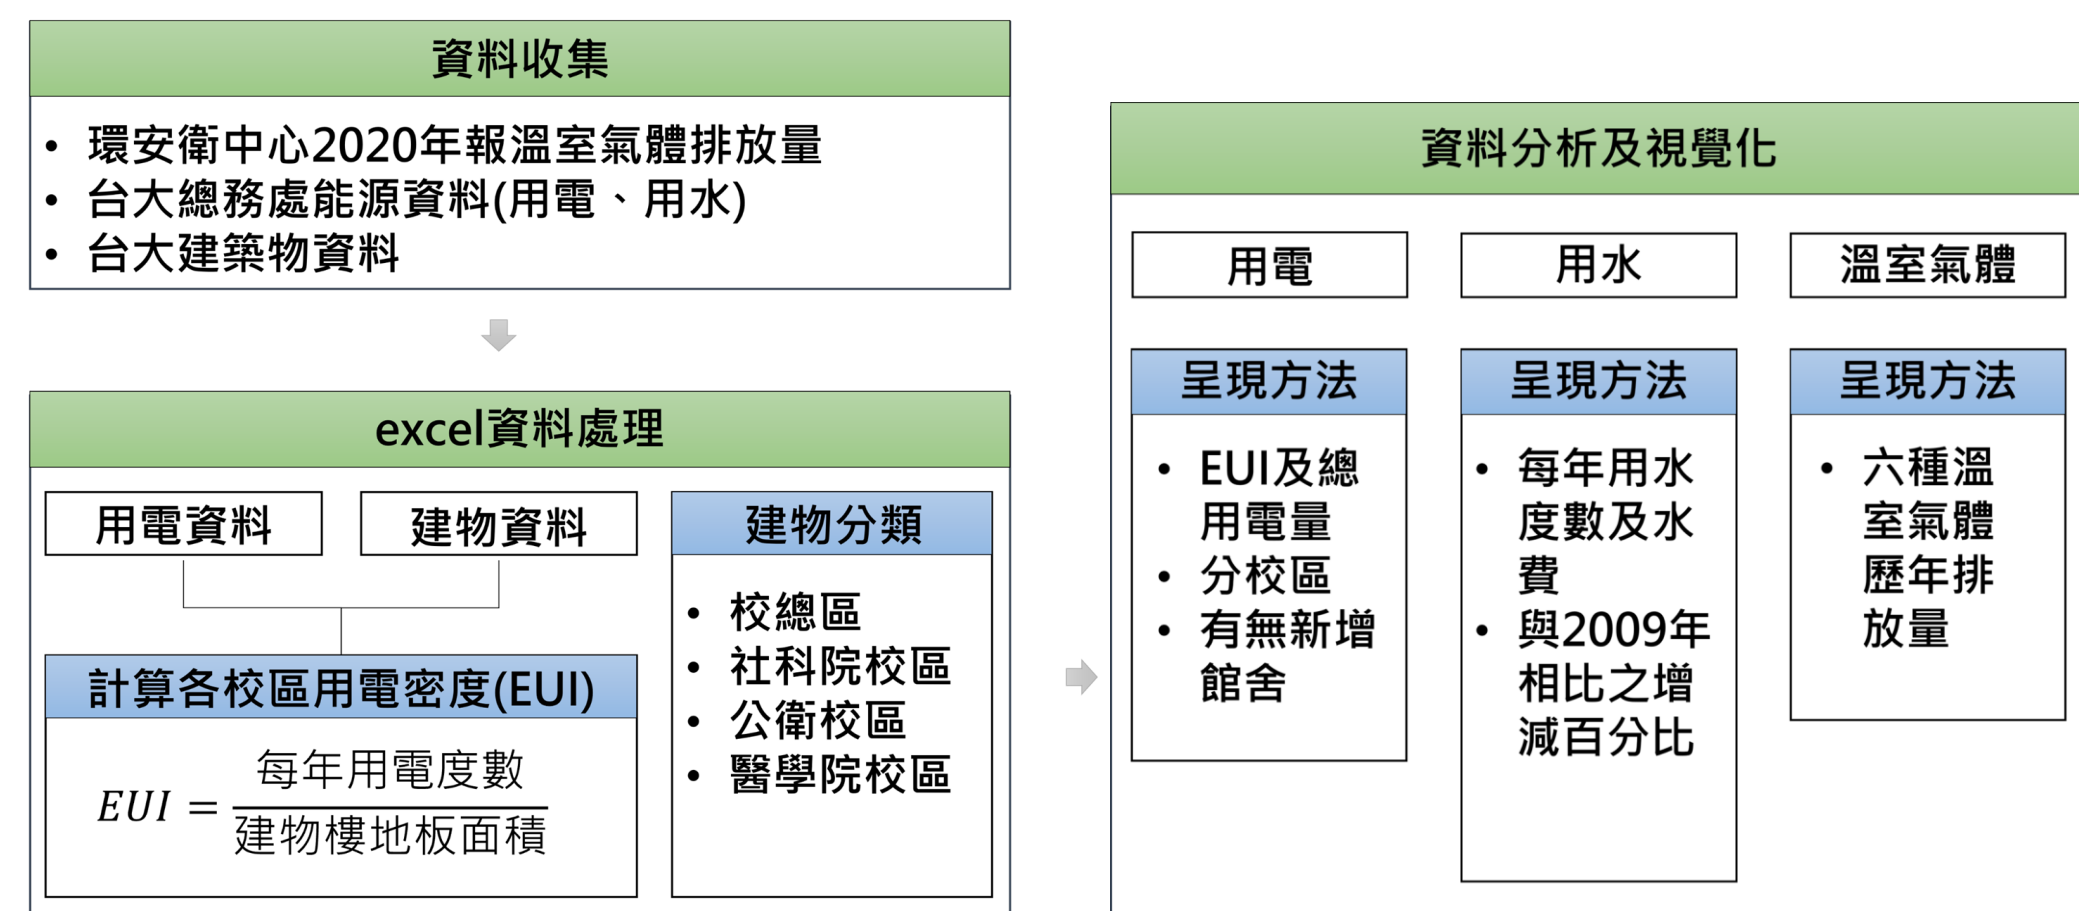 資料收集
• 環安衛中心2020年報溫室氣體排放量
• 台大總務處能源資料(用電、用水)
• 台大建築物資料
excel資料處理
用電資料
建物資料
計算各校區用電密度(EUI)
EUI = 每年用電度數
建物樓地板面積
建物分類
• 校總區
• 社科院校區
• 公衛校區
• 醫學院校區
資料分析及視覺化
用電
呈現方法
• EUI及總
用電量
• 分校區
• 有無新增
館舍
用水
呈現方法
• 每年用水
度數及水
費
• 與2009年
相比之增
減百分比
溫室氣體
呈現方法
• 六種溫
室氣體
歷年排
放量